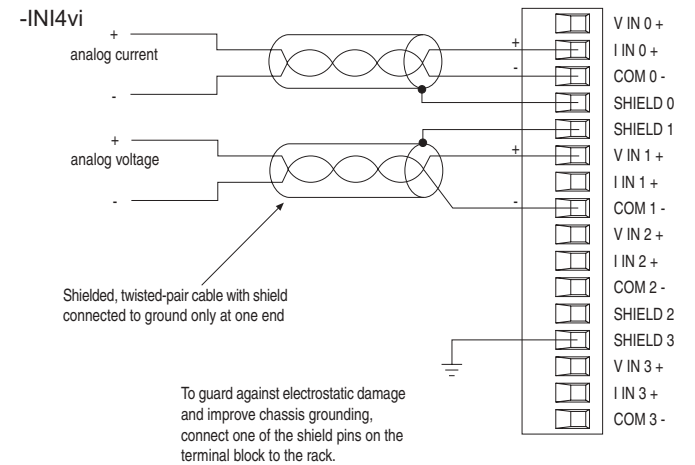 -INI4vi
+
analog current
-
+
analog voltage
-
+
-
+
-
V IN 0 +
I IN 0 +
COM 0 -
SHIELD 0
SHIELD 1
V IN 1 +
I IN 1 +
COM 1 -
V IN 2 +
I IN 2 +
COM 2 -
SHIELD 2
SHIELD 3
V IN 3 +
I IN 3 +
COM 3 -
Shielded, twisted-pair cable with shield
connected to ground only at one end
To guard against electrostatic damage
and improve chassis grounding,
connect one of the shield pins on the
terminal block to the rack.